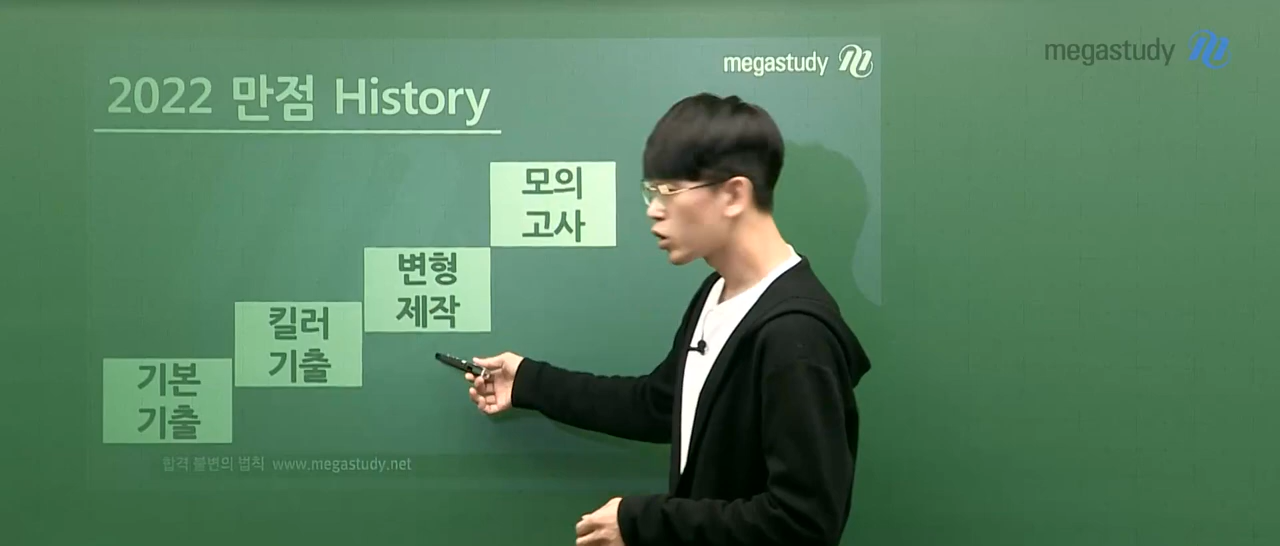 megastudy
megastudy
2022 만점 History
모의
고사
변형
제작
킬러
기출
기본
기출
합격 불변의 법칙 www.megastudy.net